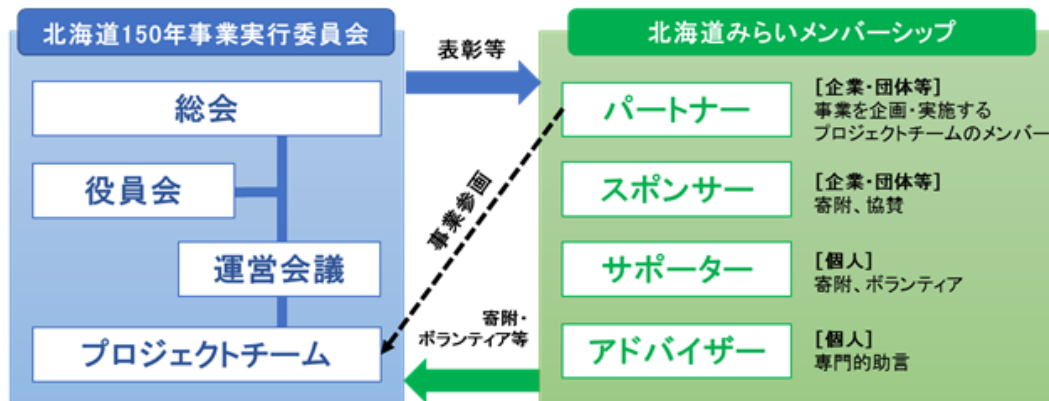 北海道150年事業実行委員会
総会
役員会
運営会議
プロジェクトチーム
表彰等
事業参画
寄附・
ボランティア等
北海道みらいメンバーシップ
パートナー
[企業・団体等]
事業を企画・実施する
プロジェクトチームのメンバー
スポンサー
[企業・団体等]
寄附、協賛
サポーター
[個人]
寄附、ボランティア
アドバイザー
[個人]
専門的助言